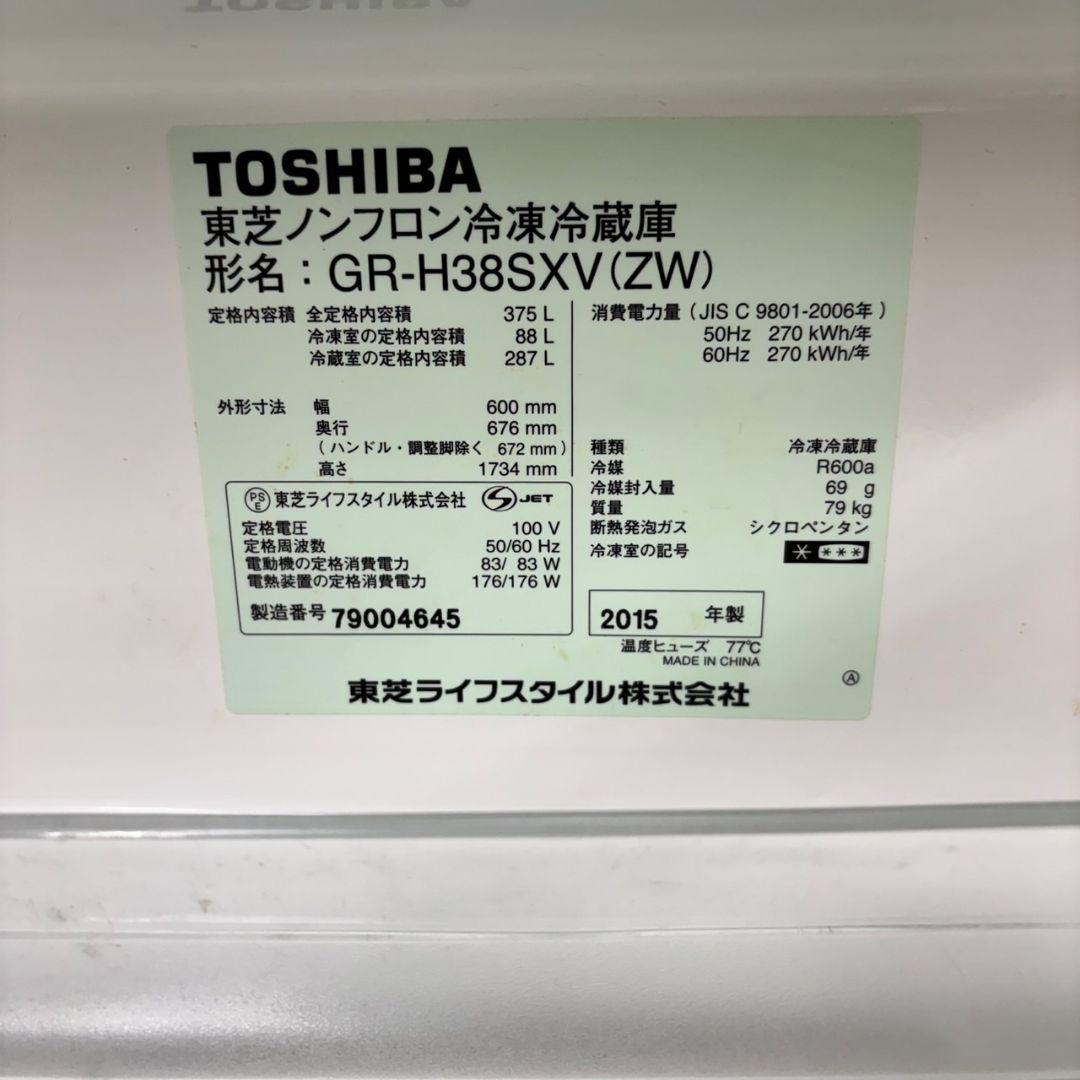 TOSHIBA
TOSHIBA
東芝ノンフロン冷凍冷蔵庫
形名：GR-H38SXV(ZW)
定格内容積 全定格内容積 375 L
冷凍室の定格内容積 88 L
冷蔵室の定格内容積 287 L
外形寸法 幅 600 mm
奥行 676 mm
(ハンドル・調整脚除く 672 mm)
高さ 1734 mm
PSE 東芝ライフスタイル株式会社 S JET
定格電圧 100 V
定格周波数 50/60 Hz
電動機の定格消費電力 83/ 83 W
電熱装置の定格消費電力 176/176 W
製造番号 79004645
消費電力量 (JIS C 9801-2006年)
50Hz 270 kWh/年
60Hz 270 kWh/年
種類 冷凍冷蔵庫
冷媒 R600a
冷媒封入量 69 g
質量 79 kg
断熱発泡ガス シクロペンタン
冷凍室の記号 * ***
2015 年製
温度ヒューズ 77℃
MADE IN CHINA
東芝ライフスタイル株式会社
Ⓐ